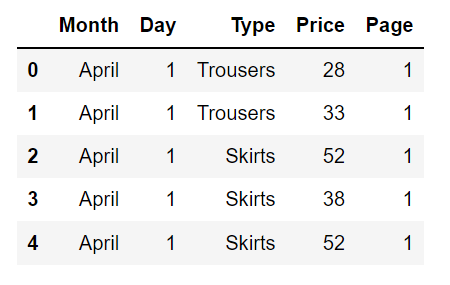 Month Day Type Price Page
0 April 1 Trousers 28 1
1 April 1 Trousers 33 1
2 April 1 Skirts 52 1
3 April 1 Skirts 38 1
4 April 1 Skirts 52 1